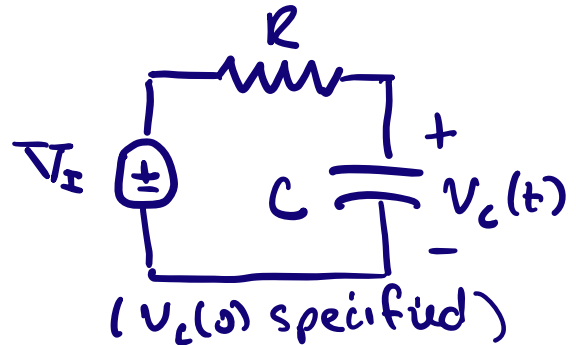 R
+
V_I
±
C
v_c(t)
−
(v_c(0) specified)